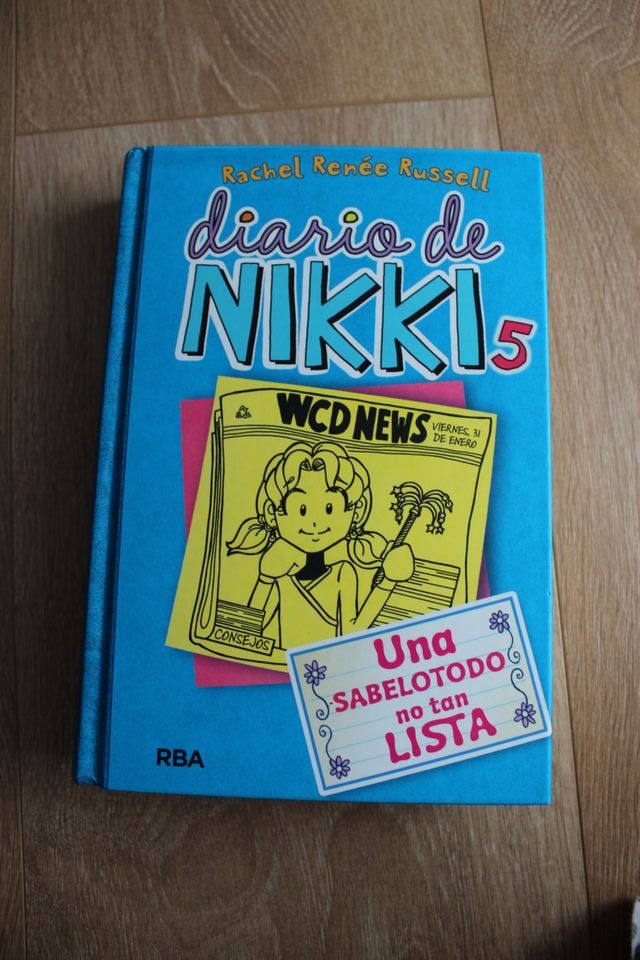 Rachel Renée Russell
diario de
NIKKI 5
WCD NEWS
VIERNES, 31
DE ENERO
CONSEJOS
Una
SABELOTODO
no tan
LISTA
RBA